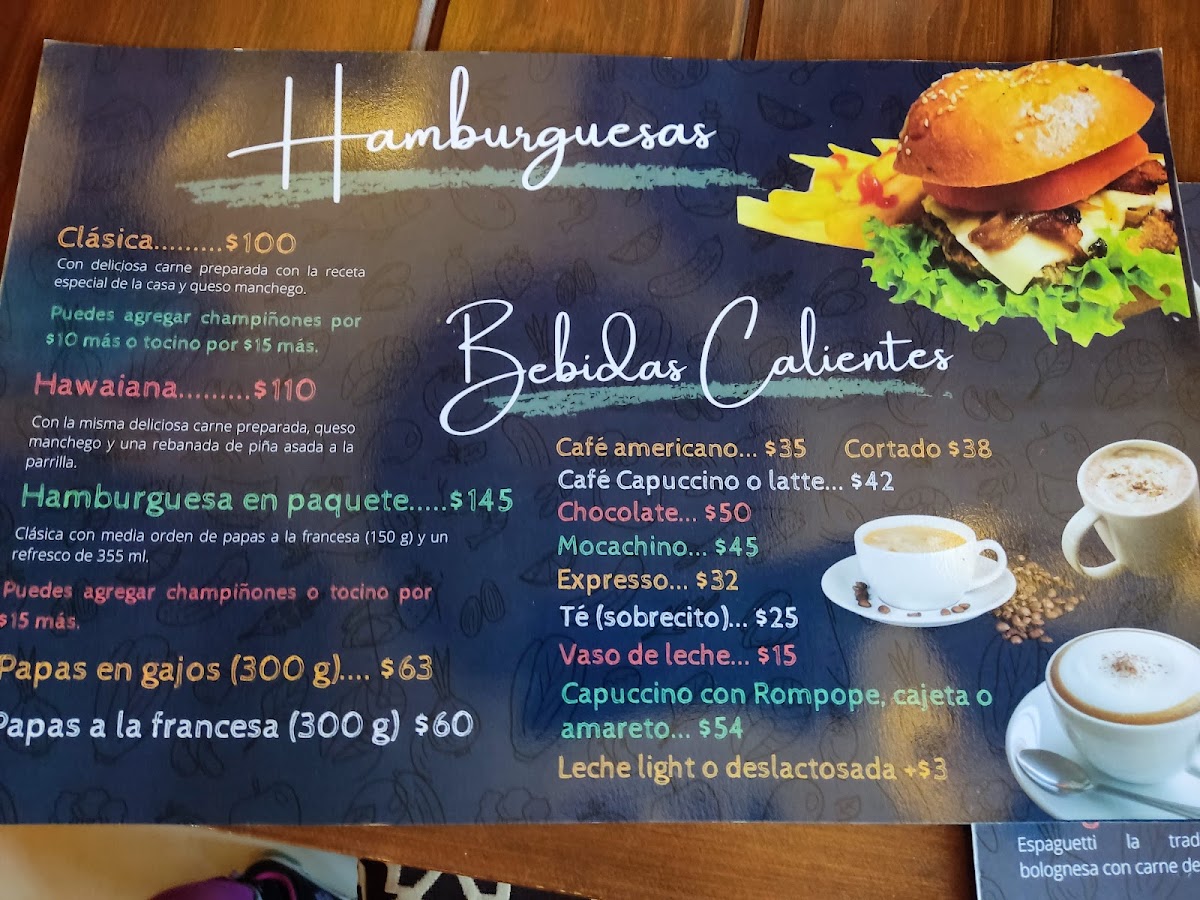 Hamburguesas
Clásica.........$100
Con deliciosa carne preparada con la receta
especial de la casa y queso manchego.
Puedes agregar champiñones por
$10 más o tocino por $15 más.
Hawaiana.........$110
Con la misma deliciosa carne preparada, queso
manchego y una rebanada de piña asada a la
parrilla.
Hamburguesa en paquete.....$145
Clásica con media orden de papas a la francesa (150 g) y un
refresco de 355 ml.
Puedes agregar champiñones o tocino por
$15 más.
Papas en gajos (300 g).... $63
Papas a la francesa (300 g) $60
Bebidas Calientes
Café americano... $35 Cortado $38
Café Capuccino o latte... $42
Chocolate... $50
Mocachino... $45
Expresso... $32
Té (sobrecito)... $25
Vaso de leche... $15
Capuccino con Rompope, cajeta o
amareto... $54
Leche light o deslactosada +$3
Espaguetti la trad
bolognesa con carne de